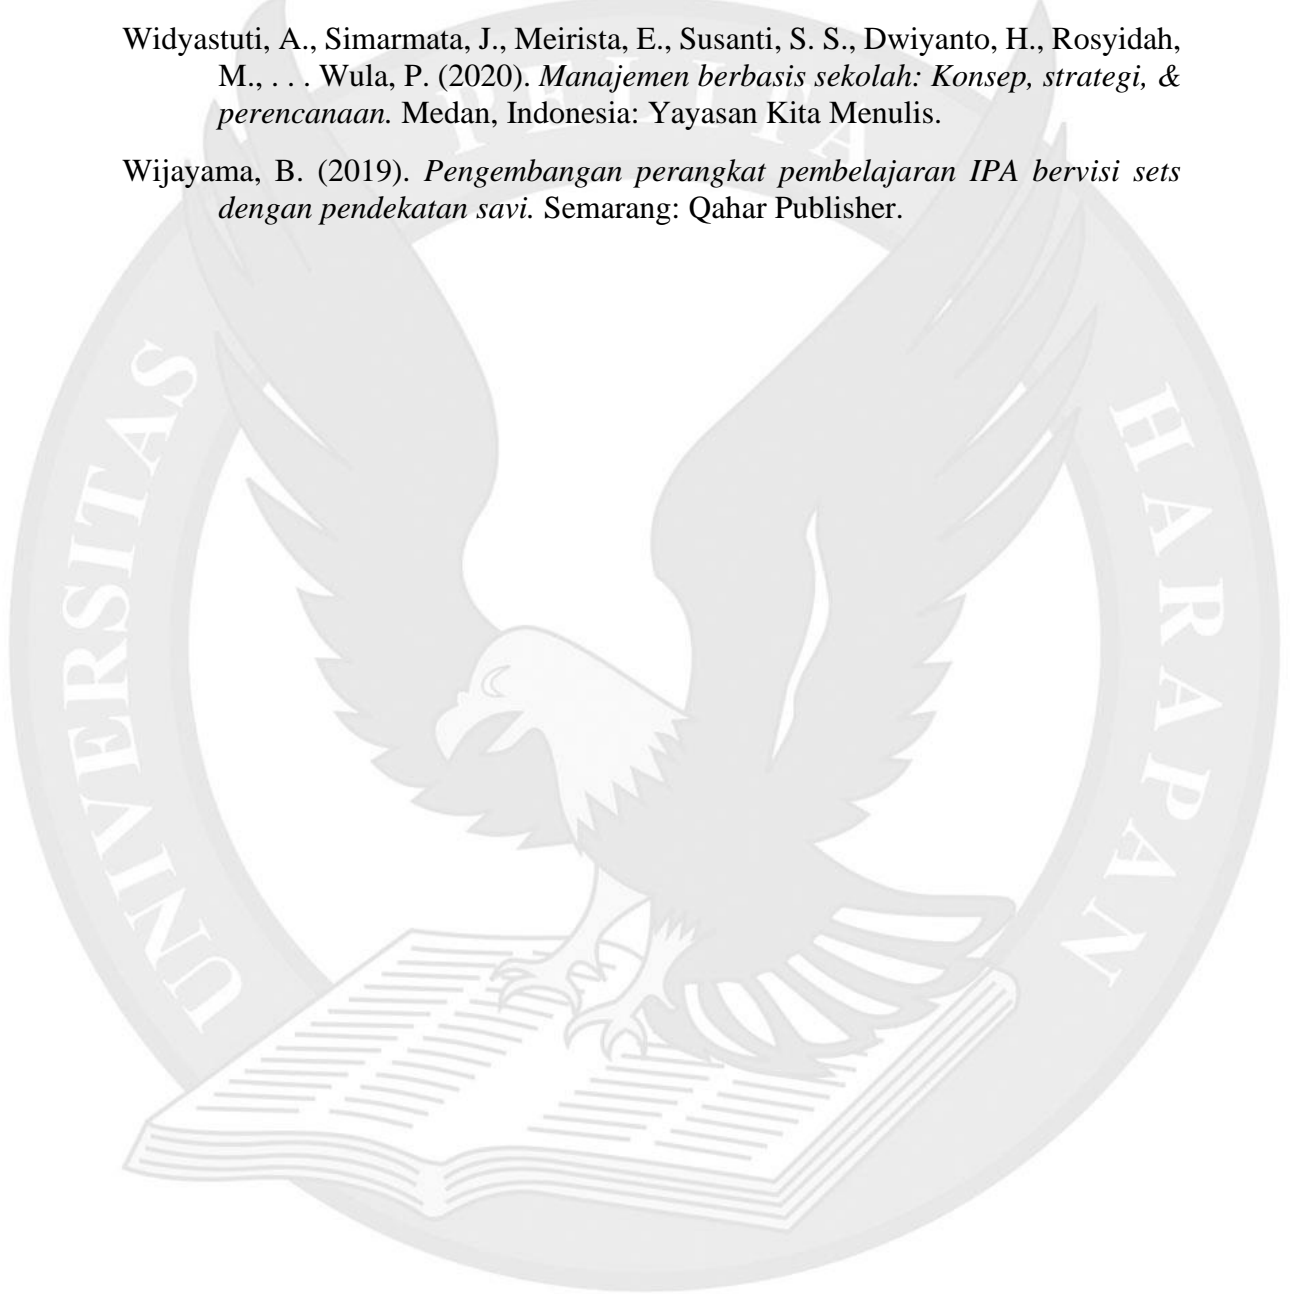 Widyastuti, A., Simarmata, J., Meirista, E., Susanti, S. S., Dwiyanto, H., Rosyidah,
M., . . . Wula, P. (2020). Manajemen berbasis sekolah: Konsep, strategi, &
perencanaan. Medan, Indonesia: Yayasan Kita Menulis.
Wijayama, B. (2019). Pengembangan perangkat pembelajaran IPA bervisi sets
dengan pendekatan savi. Semarang: Qahar Publisher.
UNIVERSITAS
PELITA
HARAPAN